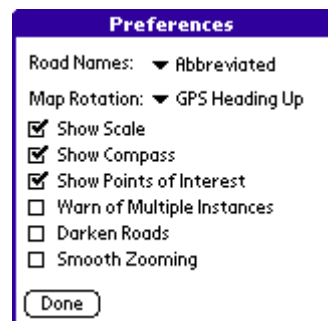 Preferences
Road Names: Abbreviated
Map Rotation: GPS Heading Up
Show Scale
Show Compass
Show Points of Interest
Warn of Multiple Instances
Darken Roads
Smooth Zooming
Done